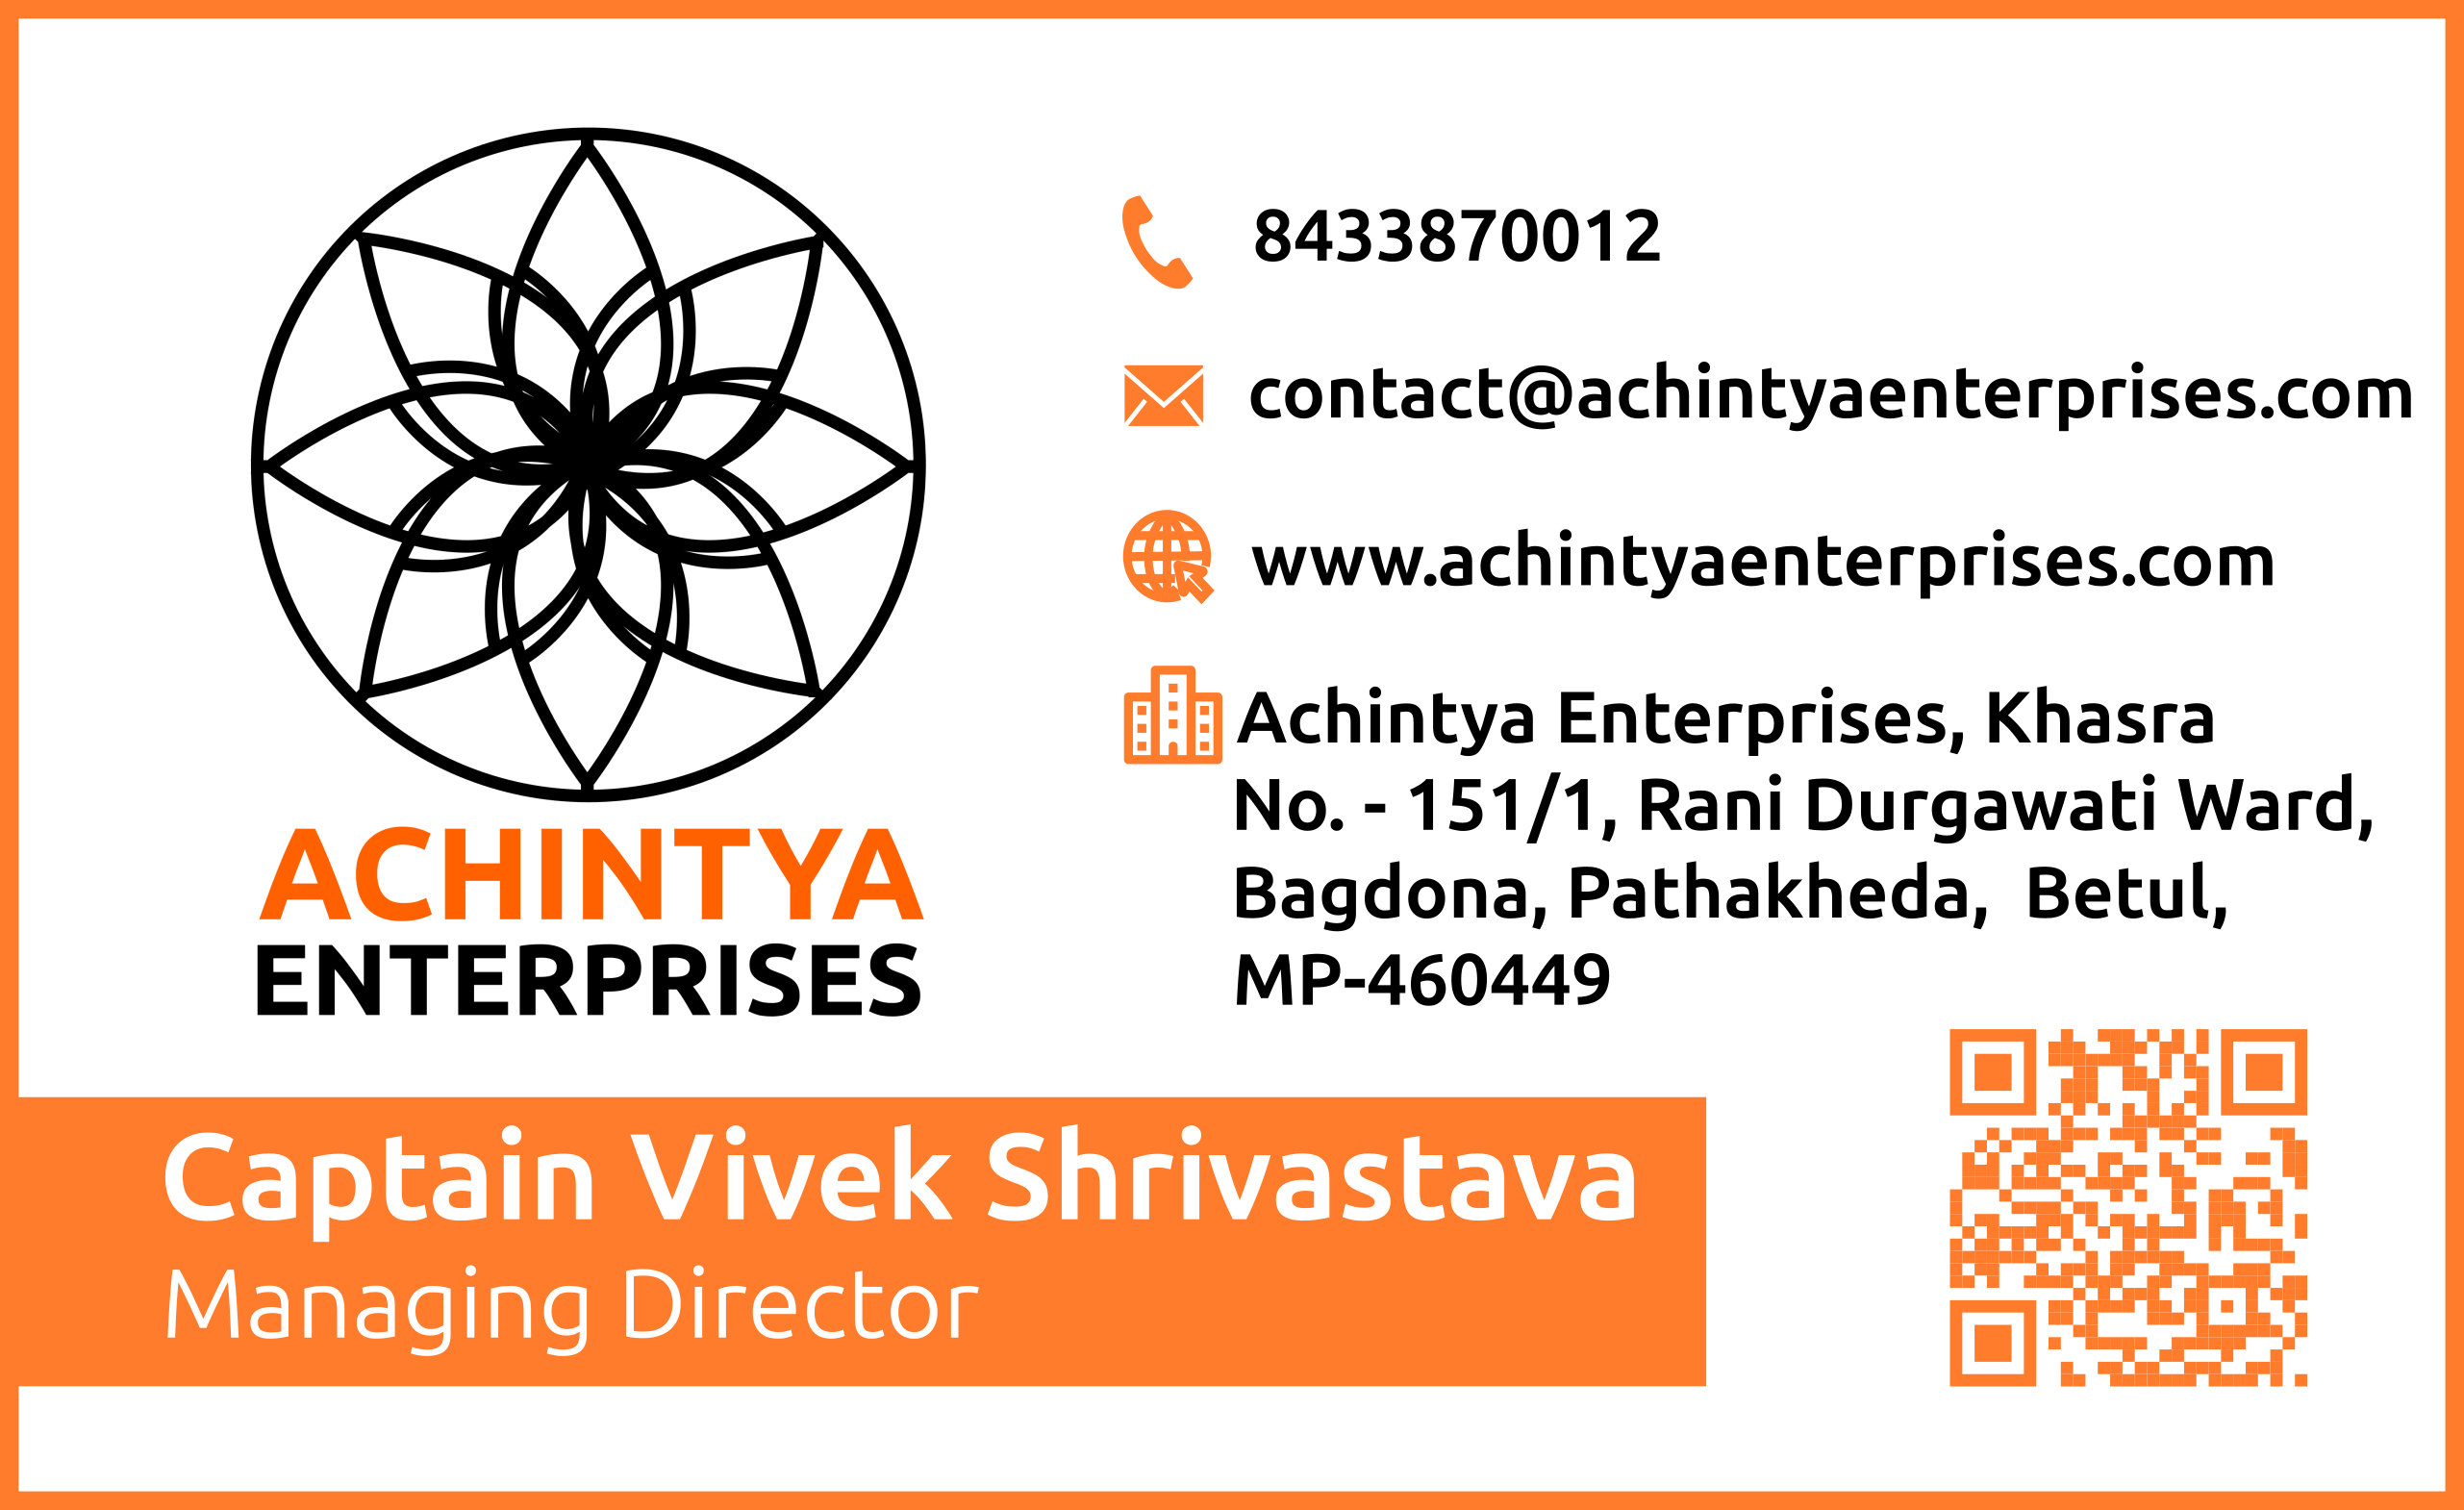 ACHINTYA
ENTERPRISES
8433870012
contact@achintyaenterprises.com
www.achintyaenterprises.com
Achintya Enterprises, Khasra
No. - 151/1, Rani Durgawati Ward,
Bagdona, Pathakheda, Betul,
MP-460449
Captain Vivek Shrivastava
Managing Director